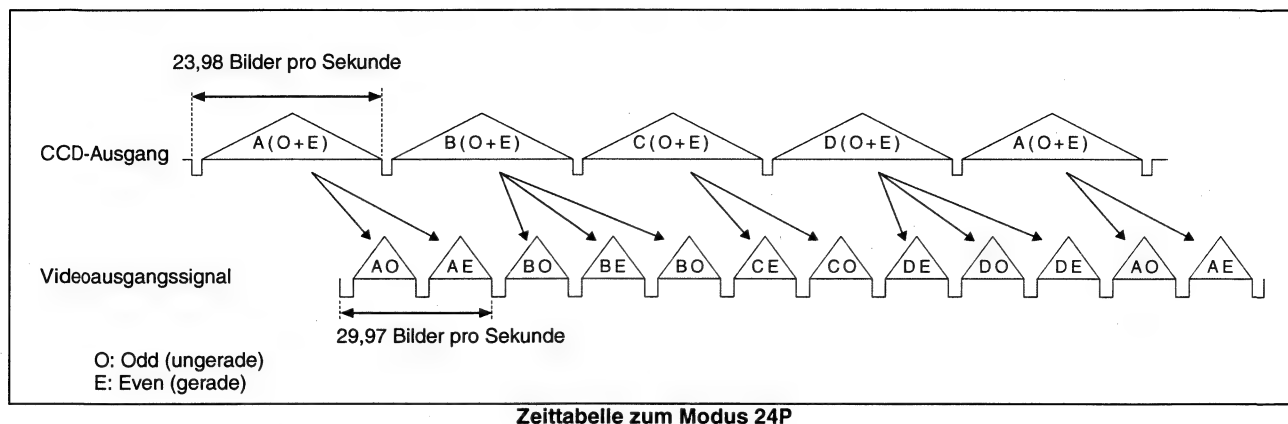 23,98 Bilder pro Sekunde
CCD-Ausgang
A (O + E) B (O + E) C (O + E) D (O + E) A (O + E)
Videoausgangssignal
AO AE BO BE BO CE CO DE DO DE AO AE
29,97 Bilder pro Sekunde
O: Odd (ungerade)
E: Even (gerade)
Zeittabelle zum Modus 24P